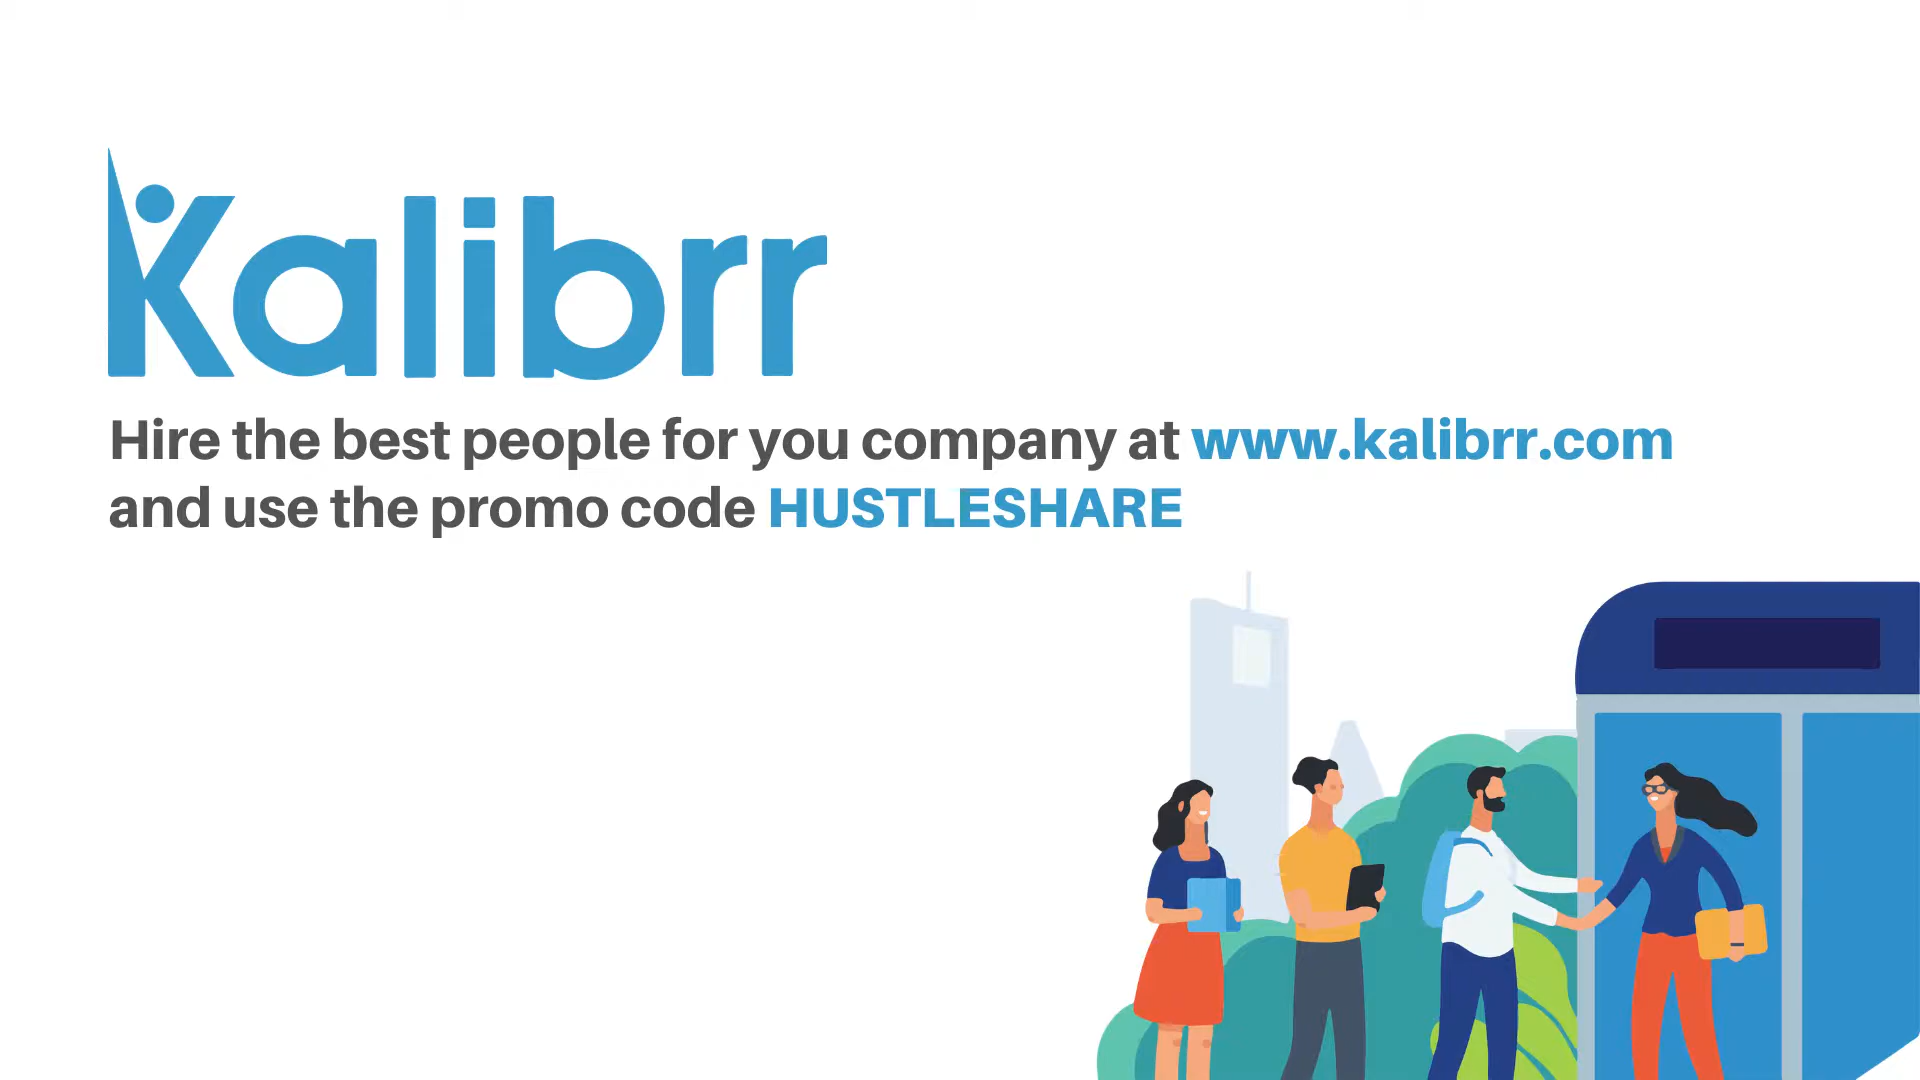 Kalibrr
Hire the best people for you company at www.kalibrr.com
and use the promo code HUSTLESHARE